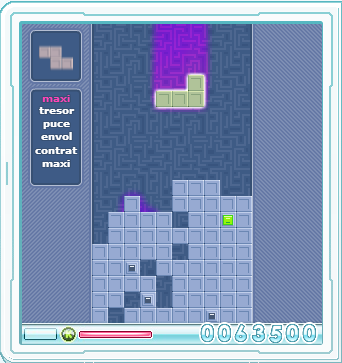 maxi
tresor
puce
envol
contrat
maxi
0063500